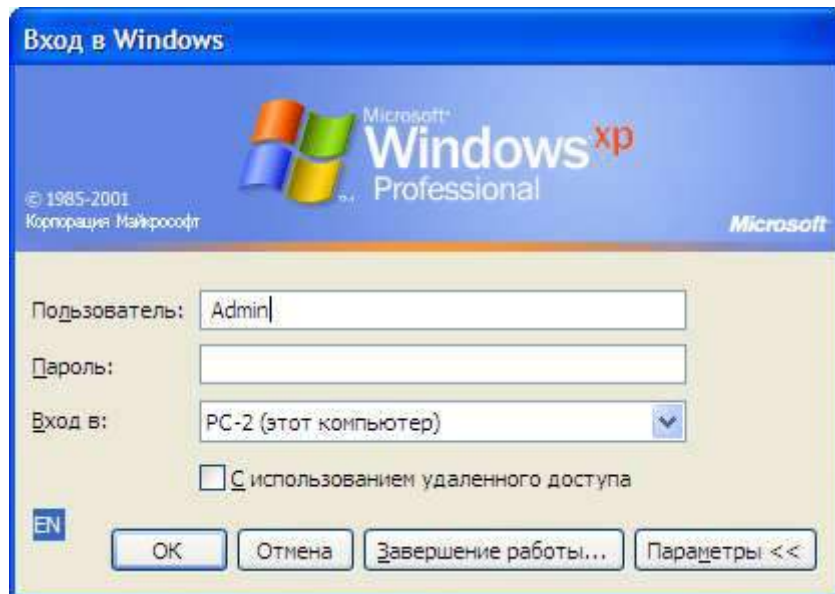 Вход в Windows
Microsoft
Windows xp
Professional
© 1985-2001
Корпорация Майкрософт
Microsoft
Пользователь: Admin
Пароль:
Вход в: PC-2 (этот компьютер)
С использованием удаленного доступа
EN
ОК Отмена Завершение работы... Параметры <<